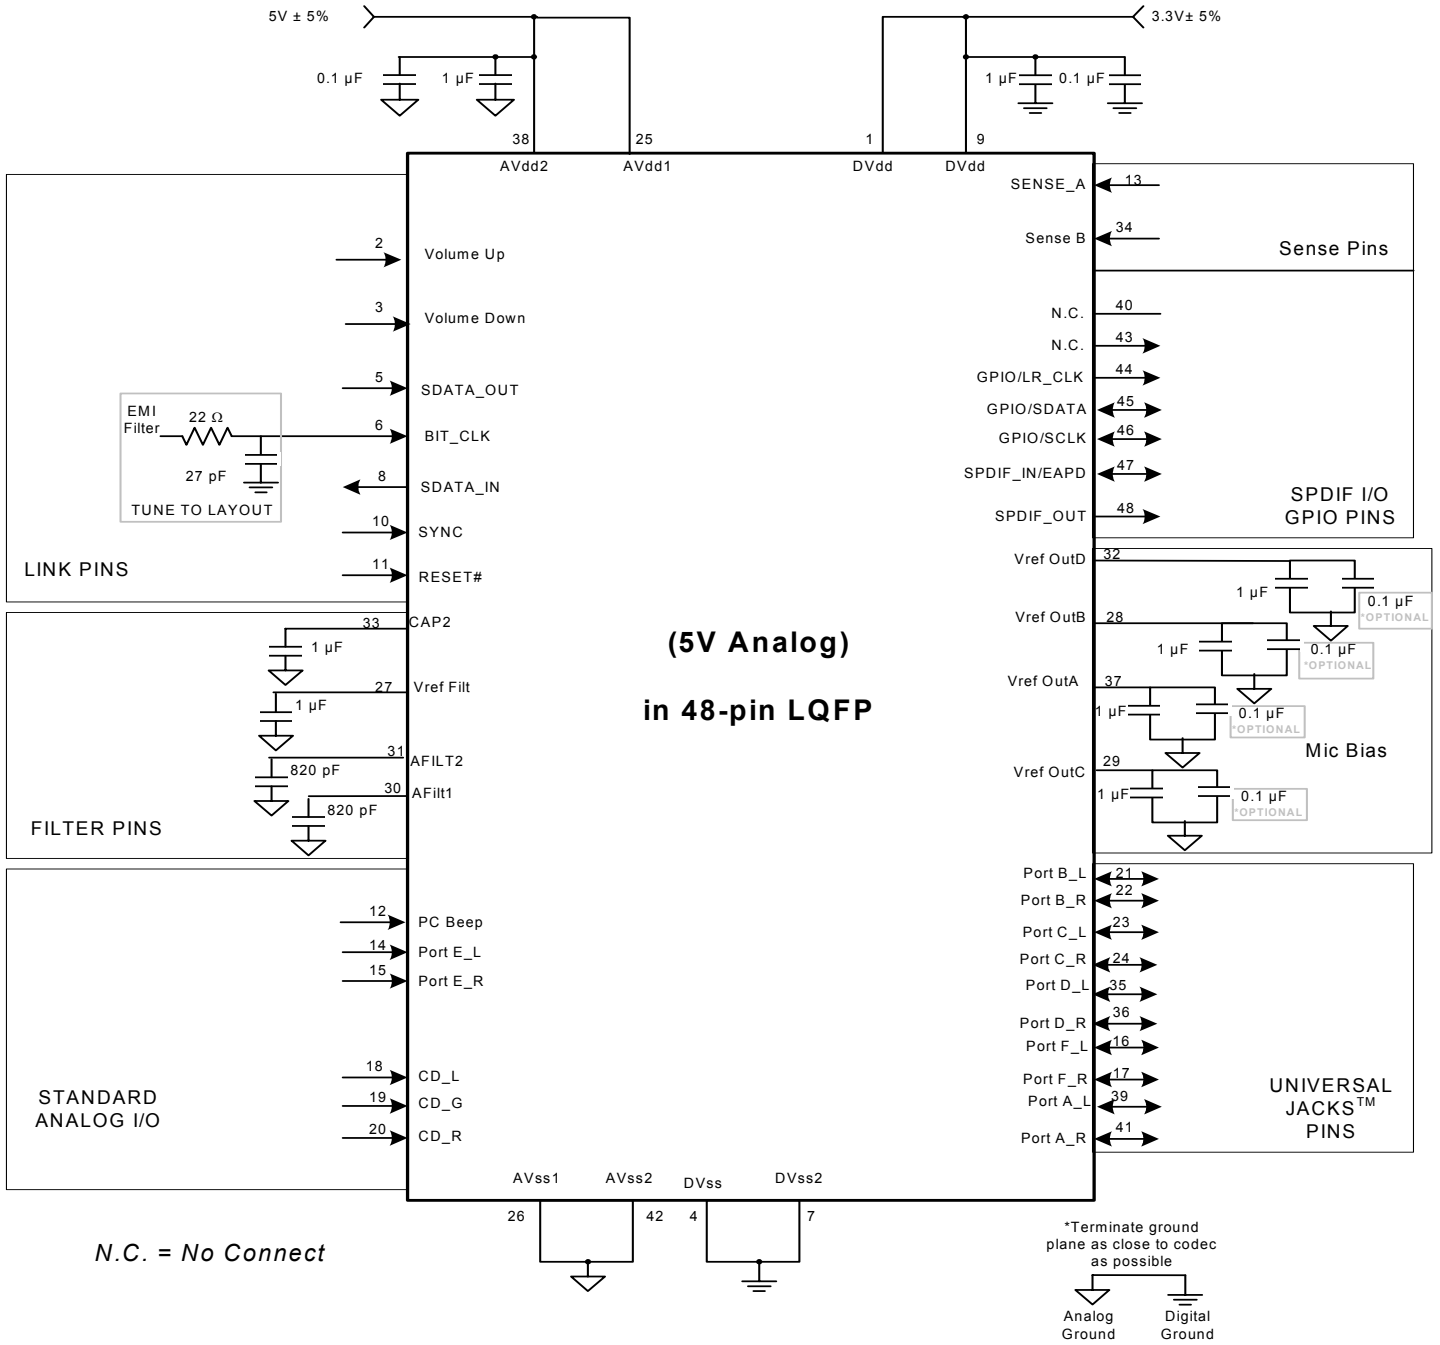 5V ± 5%
3.3V± 5%
0.1 µF
1 µF
1 µF
0.1 µF
38
25
1
9
AVdd2
AVdd1
DVdd
DVdd
2
Volume Up
3
Volume Down
5
SDATA_OUT
EMI
Filter
22 Ω
27 pF
TUNE TO LAYOUT
6
BIT_CLK
8
SDATA_IN
10
SYNC
11
RESET#
LINK PINS
33
CAP2
1 µF
27
Vref Filt
1 µF
31
AFILT2
820 pF
30
AFilt1
820 pF
FILTER PINS
12
PC Beep
14
Port E_L
15
Port E_R
18
CD_L
19
CD_G
20
CD_R
STANDARD
ANALOG I/O
(5V Analog)
in 48-pin LQFP
SENSE_A
13
Sense B
34
Sense Pins
N.C.
40
N.C.
43
GPIO/LR_CLK
44
GPIO/SDATA
45
GPIO/SCLK
46
SPDIF_IN/EAPD
47
SPDIF_OUT
48
SPDIF I/O
GPIO PINS
Vref OutD
32
1 µF
0.1 µF
*OPTIONAL
Vref OutB
28
1 µF
0.1 µF
*OPTIONAL
Vref OutA
37
1 µF
0.1 µF
*OPTIONAL
Mic Bias
Vref OutC
29
1 µF
0.1 µF
*OPTIONAL
Port B_L
21
Port B_R
22
Port C_L
23
Port C_R
24
Port D_L
35
Port D_R
36
Port F_L
16
Port F_R
17
Port A_L
39
Port A_R
41
UNIVERSAL
JACKS™
PINS
AVss1
AVss2
DVss
DVss2
26
42
4
7
N.C. = No Connect
*Terminate ground
plane as close to codec
as possible
Analog
Ground
Digital
Ground